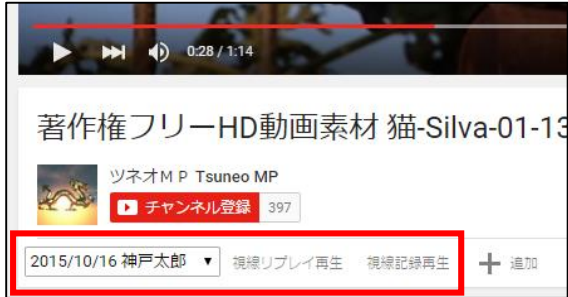 0:28 / 1:14
著作権フリーHD動画素材 猫-Silva-01-13
ツネオＭＰ Tsuneo MP
チャンネル登録 397
2015/10/16 神戸太郎 ▼ 視線リプレイ再生 視線記録再生 追加